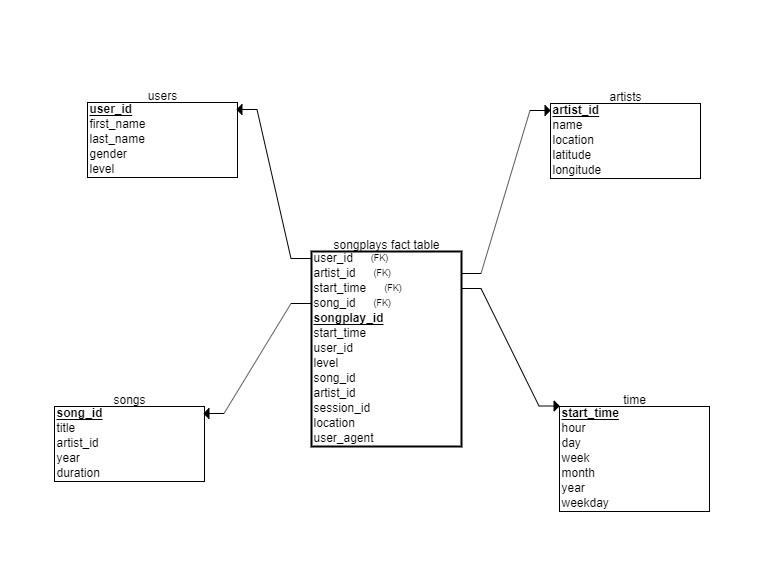 users
user_id
first_name
last_name
gender
level
artists
artist_id
name
location
latitude
longitude
songplays fact table
user_id (FK)
artist_id (FK)
start_time (FK)
song_id (FK)
songplay_id
start_time
user_id
level
song_id
artist_id
session_id
location
user_agent
songs
song_id
title
artist_id
year
duration
time
start_time
hour
day
week
month
year
weekday